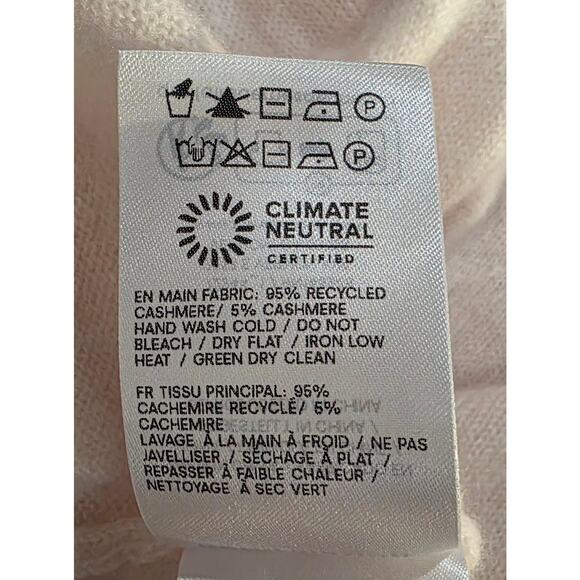 P
P
CLIMATE
NEUTRAL
CERTIFIED
EN MAIN FABRIC: 95% RECYCLED
CASHMERE/ 5% CASHMERE
HAND WASH COLD / DO NOT
BLEACH / DRY FLAT / IRON LOW
HEAT / GREEN DRY CLEAN
FR TISSU PRINCIPAL: 95%
CACHEMIRE RECYCLÉ/ 5%
CACHEMIRE
LAVAGE À LA MAIN À FROID / NE PAS
JAVELLISER / SÉCHAGE À PLAT /
REPASSER À FAIBLE CHALEUR /
NETTOYAGE À SEC VERT